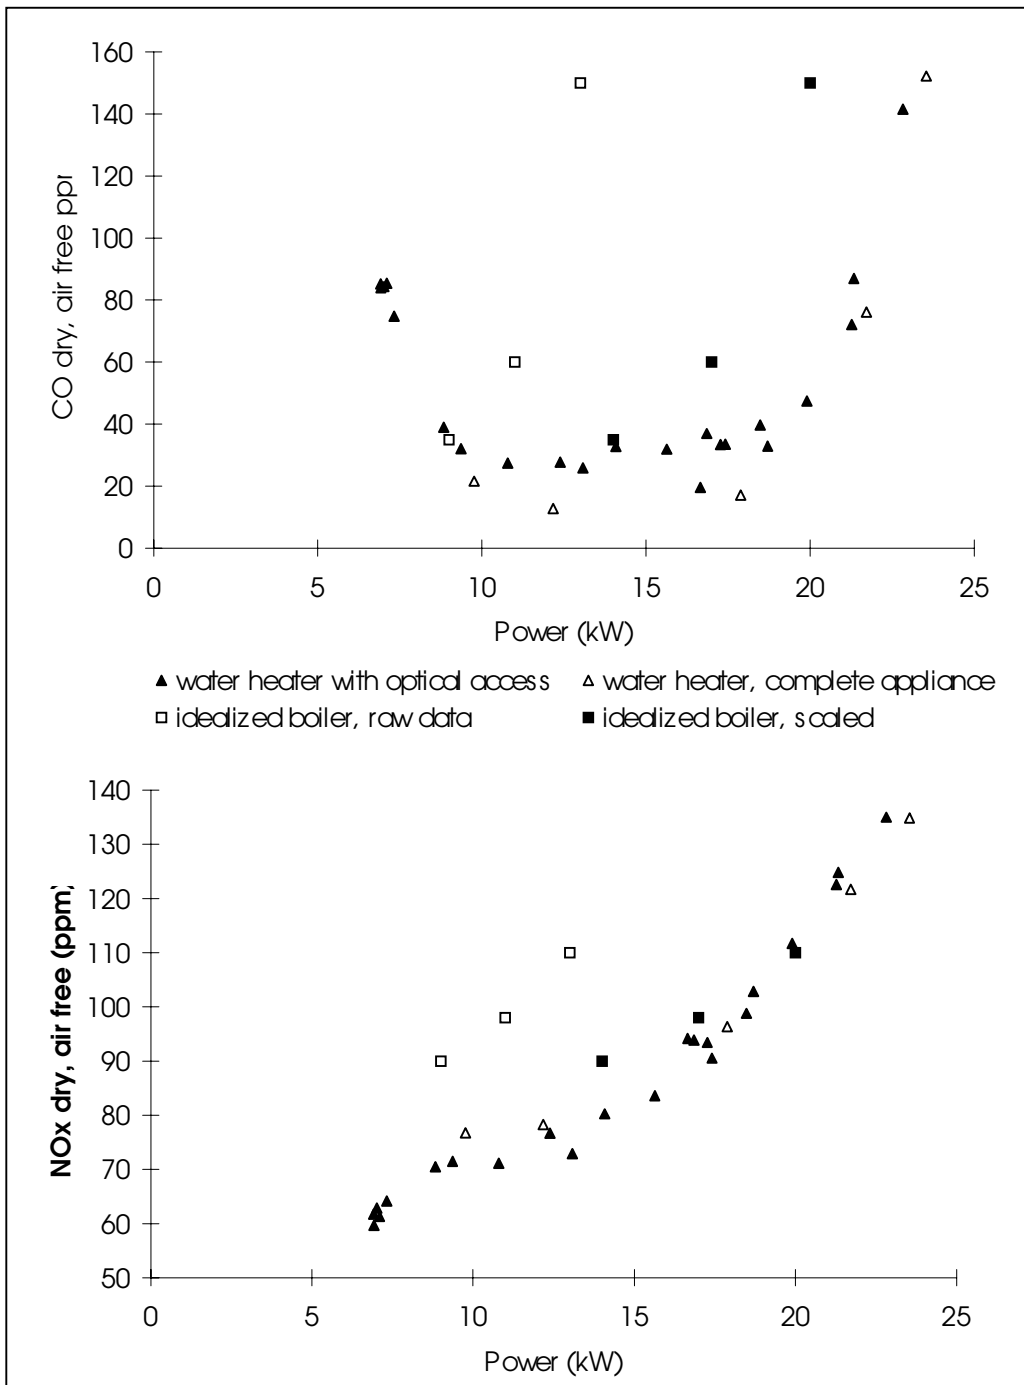 160
140
120
100
80
60
40
20
0
CO dry, air free ppm
0 5 10 15 20 25
Power (kW)
▲ water heater with optical access △ water heater, complete appliance
□ idealized boiler, raw data ■ idealized boiler, scaled
140
130
120
110
100
90
80
70
60
50
NOx dry, air free (ppm)
0 5 10 15 20 25
Power (kW)